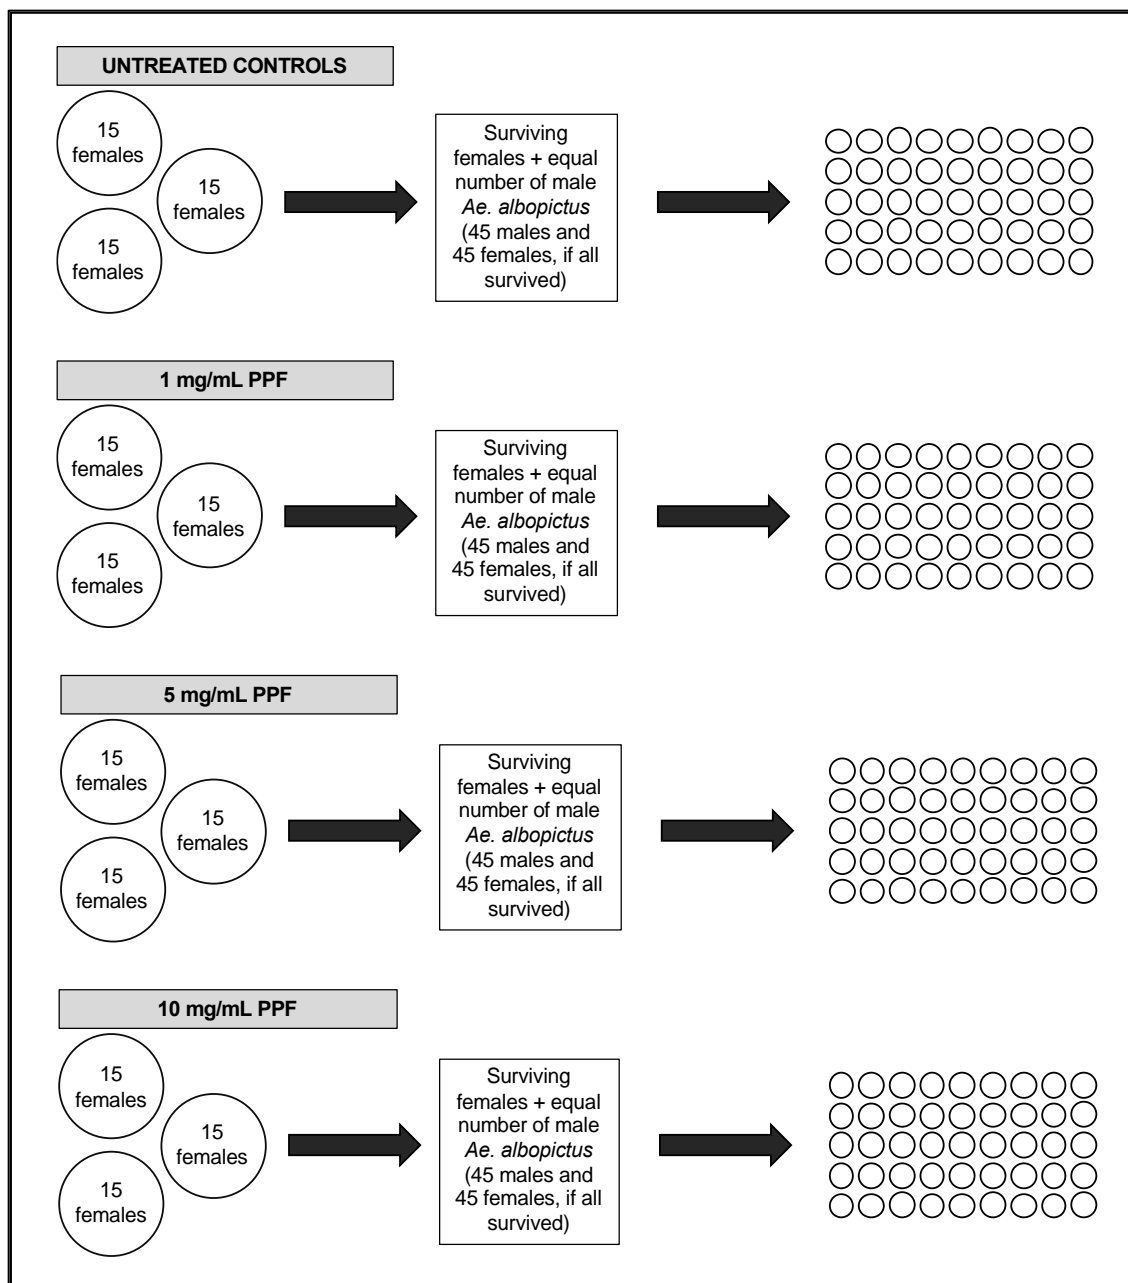 UNTREATED CONTROLS
15
females
15
females
15
females
Surviving
females + equal
number of male
Ae. albopictus
(45 males and
45 females, if all
survived)
1 mg/mL PPF
15
females
15
females
15
females
Surviving
females + equal
number of male
Ae. albopictus
(45 males and
45 females, if all
survived)
5 mg/mL PPF
15
females
15
females
15
females
Surviving
females + equal
number of male
Ae. albopictus
(45 males and
45 females, if all
survived)
10 mg/mL PPF
15
females
15
females
15
females
Surviving
females + equal
number of male
Ae. albopictus
(45 males and
45 females, if all
survived)